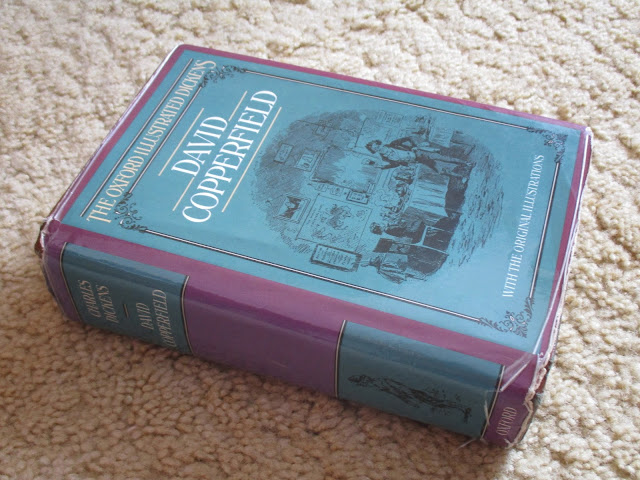 THE OXFORD ILLUSTRATED DICKENS
DAVID
COPPERFIELD
WITH THE ORIGINAL ILLUSTRATIONS
CHARLES
DICKENS
DAVID
COPPERFIELD
OXFORD